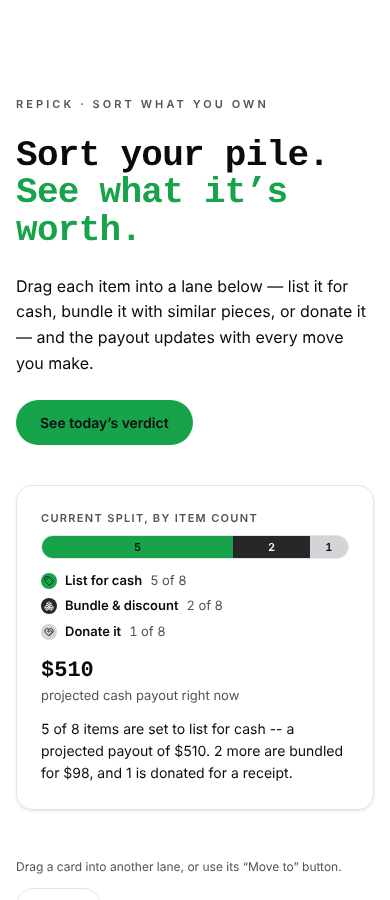 REPICK · SORT WHAT YOU OWN
Sort your pile.
See what it’s
worth.
Drag each item into a lane below — list it for
cash, bundle it with similar pieces, or donate it
— and the payout updates with every move
you make.
See today’s verdict
CURRENT SPLIT, BY ITEM COUNT
5 2 1
List for cash 5 of 8
Bundle & discount 2 of 8
Donate it 1 of 8
$510
projected cash payout right now
5 of 8 items are set to list for cash -- a
projected payout of $510. 2 more are bundled
for $98, and 1 is donated for a receipt.
Drag a card into another lane, or use its “Move to” button.